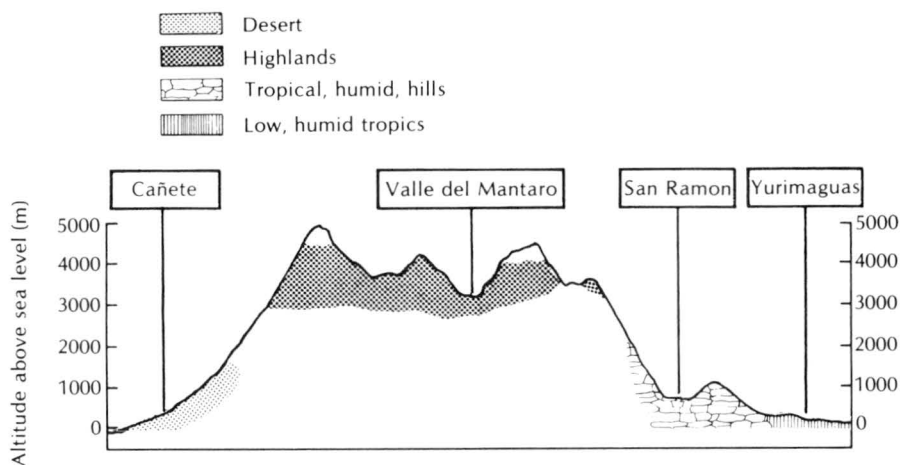 Desert
Highlands
Tropical, humid, hills
Low, humid tropics
Cañete
Valle del Mantaro
San Ramon
Yurimaguas
Altitude above sea level (m)
5000
4000
3000
2000
1000
0
5000
4000
3000
2000
1000
0